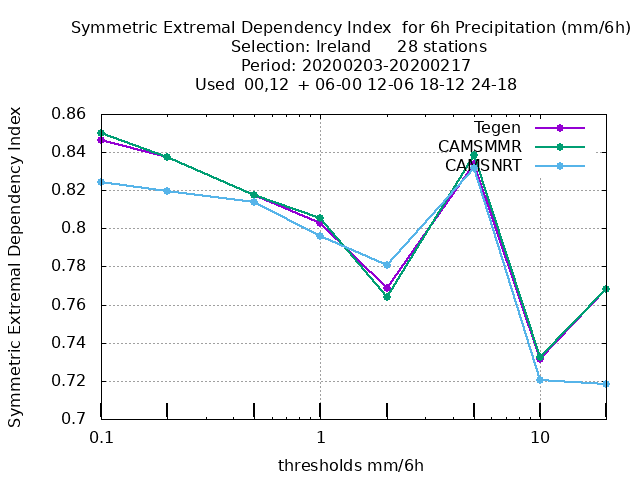 Symmetric Extremal Dependency Index  for 6h Precipitation (mm/6h)
Selection: Ireland     28 stations
Period: 20200203-20200217
Used  00,12  + 06-00 12-06 18-12 24-18
Symmetric Extremal Dependency Index
0.86
0.84
0.82
0.8
0.78
0.76
0.74
0.72
0.7
Tegen
CAMSMMR
CAMSNRT
0.1
1
10
thresholds mm/6h